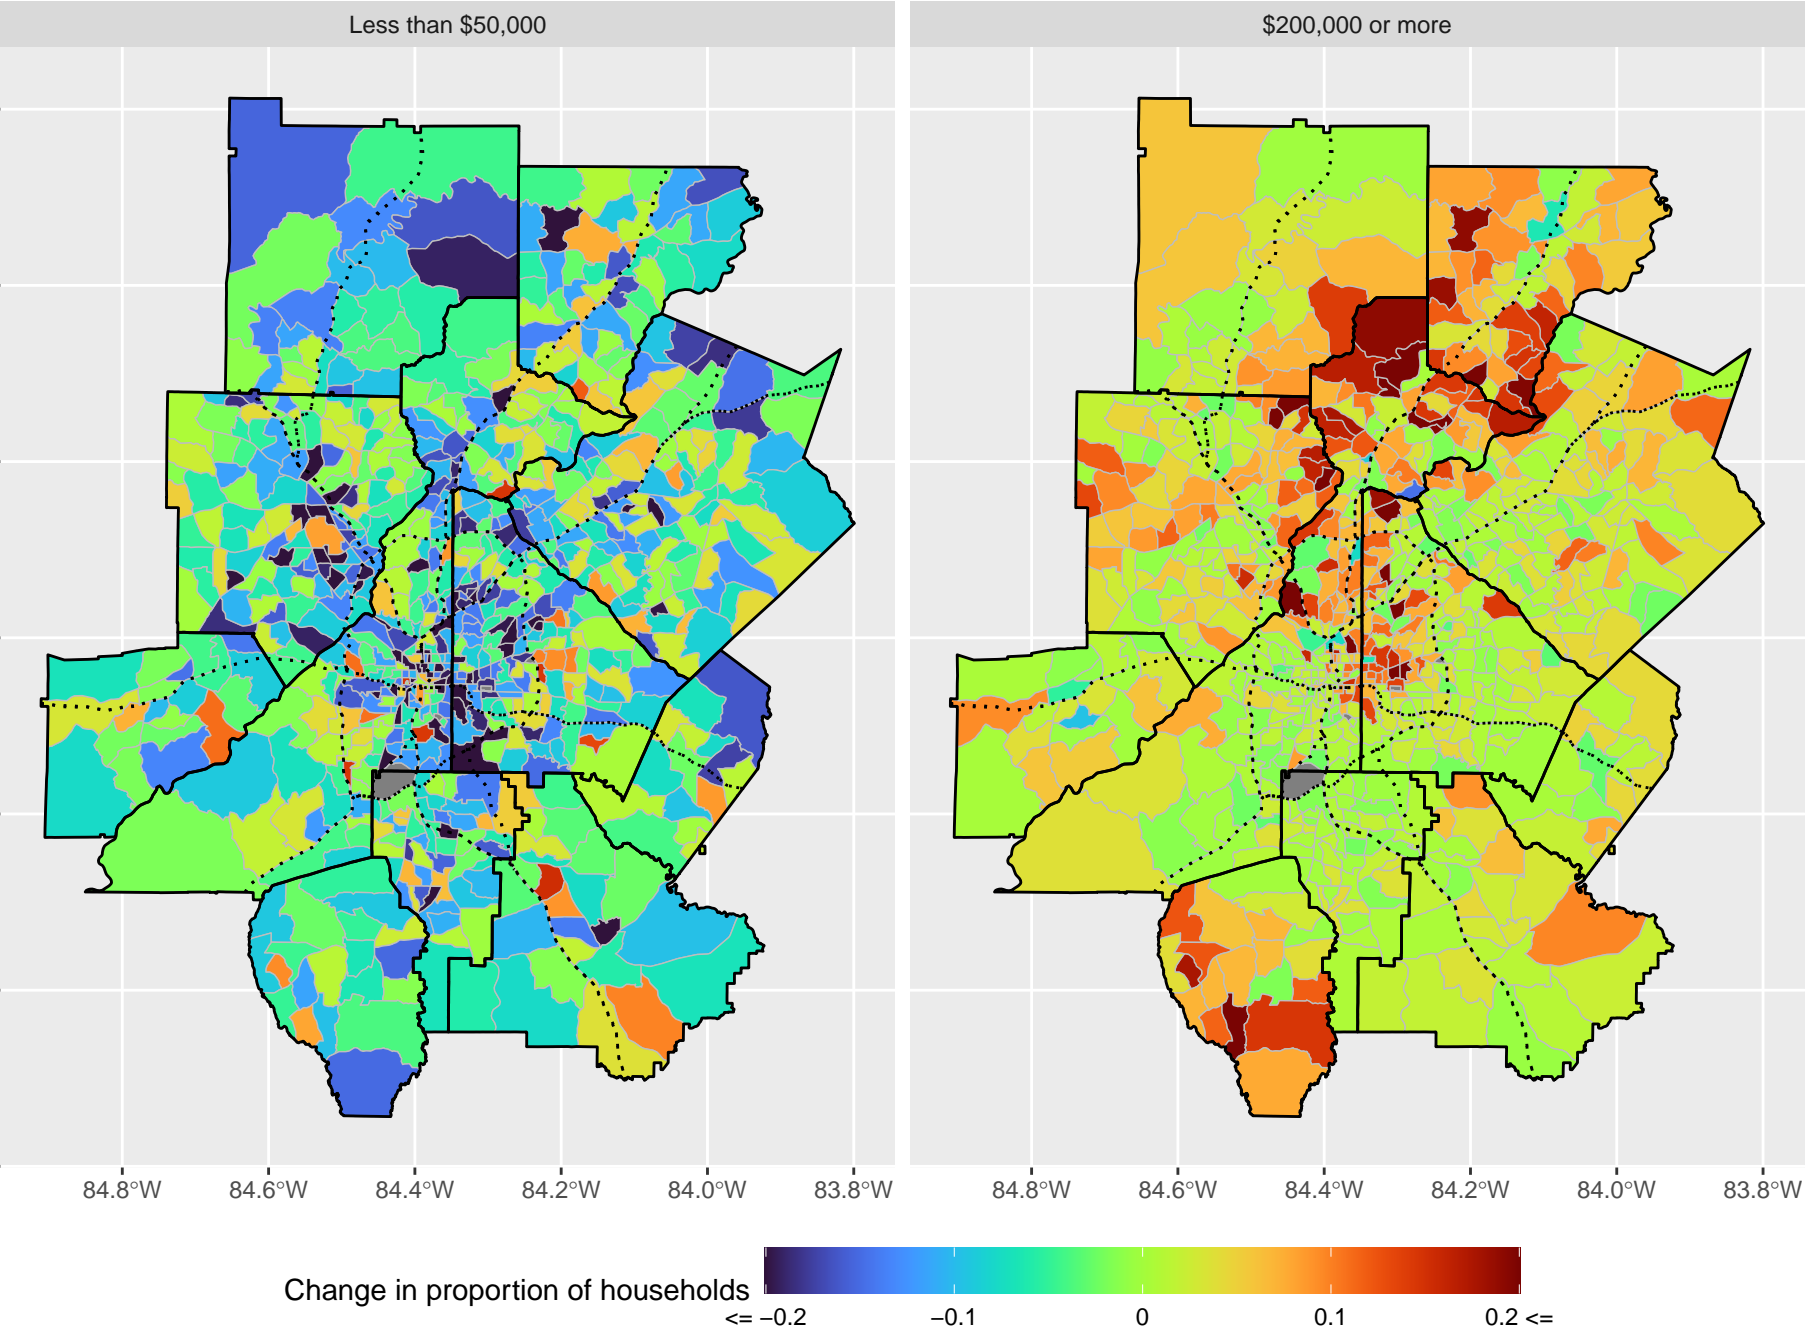 Less than $50,000
$200,000 or more
84.8°W 84.6°W 84.4°W 84.2°W 84.0°W 83.8°W
84.8°W 84.6°W 84.4°W 84.2°W 84.0°W 83.8°W
Change in proportion of households
<= −0.2 −0.1 0 0.1 0.2 <=